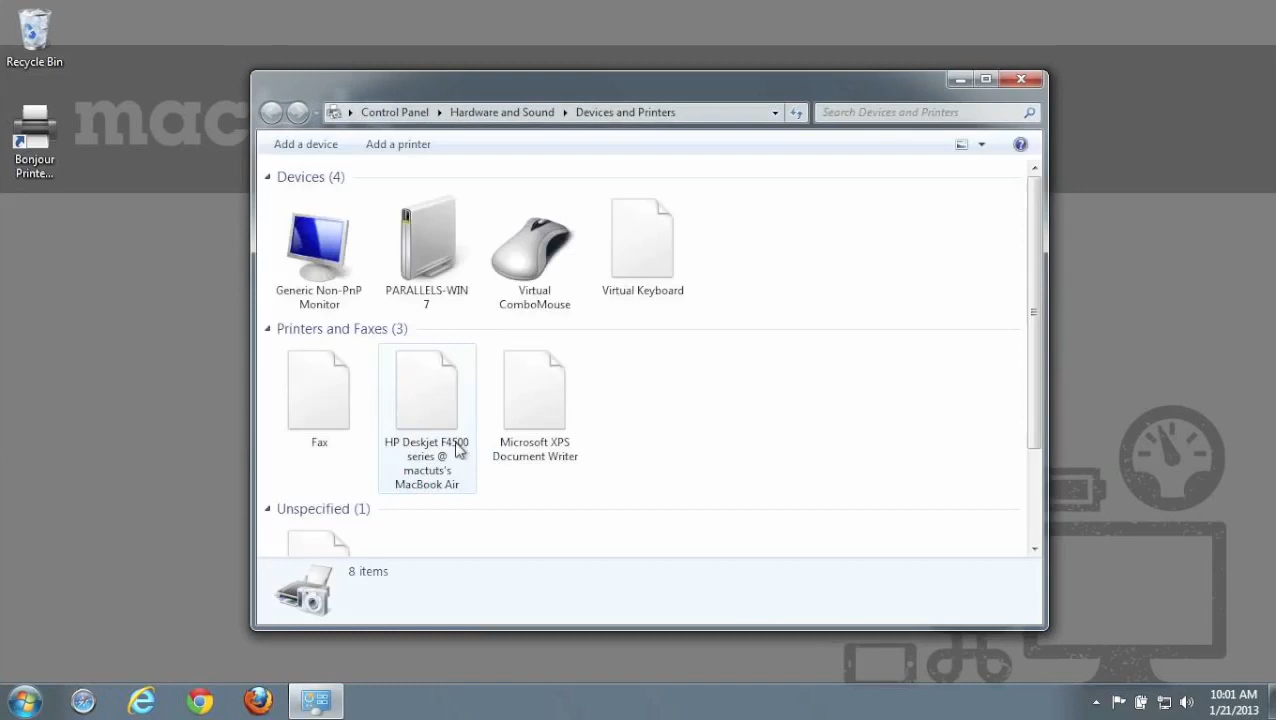 Recycle Bin
mac
Bonjour
Printe...
Control Panel
Hardware and Sound
Devices and Printers
Search Devices and Printers
Add a device
Add a printer
Devices (4)
Generic Non-PnP
Monitor
PARALLELS-WIN
7
Virtual
ComboMouse
Virtual Keyboard
Printers and Faxes (3)
Fax
HP Deskjet F4500
series @
mactuts's
MacBook Air
Microsoft XPS
Document Writer
Unspecified (1)
8 items
10:01 AM
1/21/2013